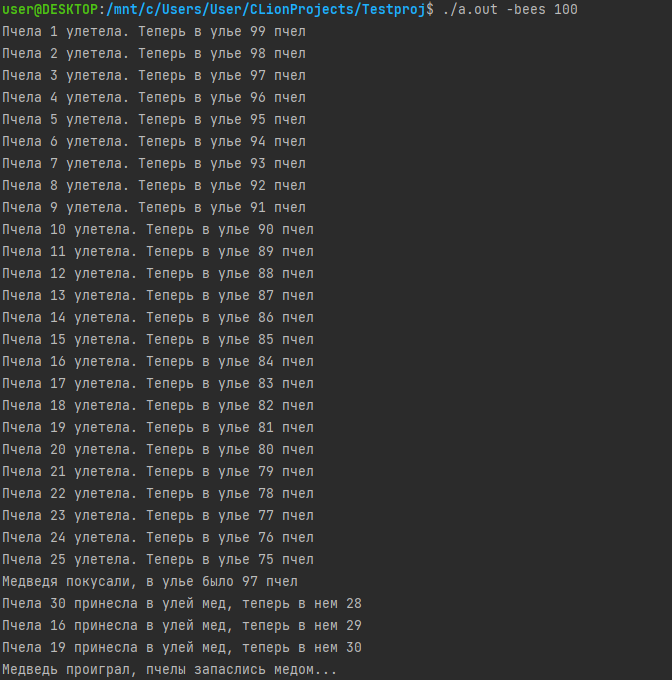 user@DESKTOP:/mnt/c/Users/User/CLionProjects/Testproj$ ./a.out -bees 100
Пчела 1 улетела. Теперь в улье 99 пчел
Пчела 2 улетела. Теперь в улье 98 пчел
Пчела 3 улетела. Теперь в улье 97 пчел
Пчела 4 улетела. Теперь в улье 96 пчел
Пчела 5 улетела. Теперь в улье 95 пчел
Пчела 6 улетела. Теперь в улье 94 пчел
Пчела 7 улетела. Теперь в улье 93 пчел
Пчела 8 улетела. Теперь в улье 92 пчел
Пчела 9 улетела. Теперь в улье 91 пчел
Пчела 10 улетела. Теперь в улье 90 пчел
Пчела 11 улетела. Теперь в улье 89 пчел
Пчела 12 улетела. Теперь в улье 88 пчел
Пчела 13 улетела. Теперь в улье 87 пчел
Пчела 14 улетела. Теперь в улье 86 пчел
Пчела 15 улетела. Теперь в улье 85 пчел
Пчела 16 улетела. Теперь в улье 84 пчел
Пчела 17 улетела. Теперь в улье 83 пчел
Пчела 18 улетела. Теперь в улье 82 пчел
Пчела 19 улетела. Теперь в улье 81 пчел
Пчела 20 улетела. Теперь в улье 80 пчел
Пчела 21 улетела. Теперь в улье 79 пчел
Пчела 22 улетела. Теперь в улье 78 пчел
Пчела 23 улетела. Теперь в улье 77 пчел
Пчела 24 улетела. Теперь в улье 76 пчел
Пчела 25 улетела. Теперь в улье 75 пчел
Медведя покусали, в улье было 97 пчел
Пчела 30 принесла в улей мед, теперь в нем 28
Пчела 16 принесла в улей мед, теперь в нем 29
Пчела 19 принесла в улей мед, теперь в нем 30
Медведь проиграл, пчелы запаслись медом...